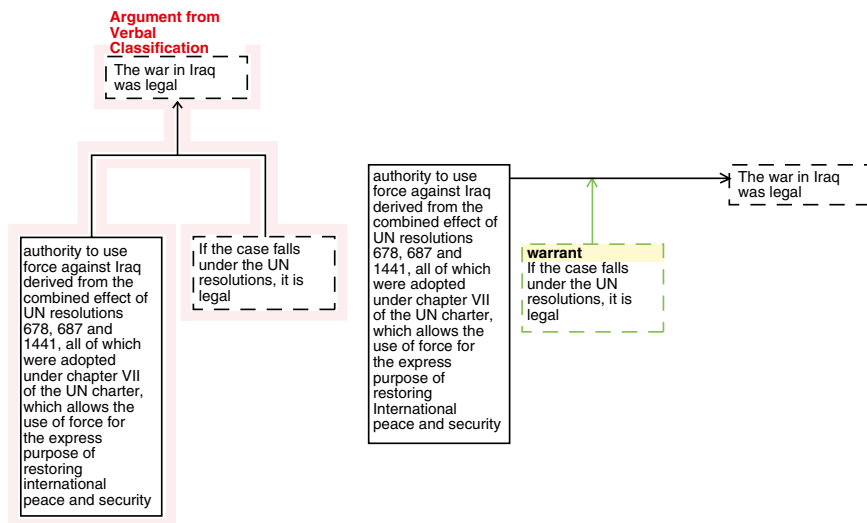 Argument from
Verbal
Classification
The war in Iraq
was legal
authority to use
force against Iraq
derived from the
combined effect of
UN resolutions
678, 687 and
1441, all of which
were adopted
under chapter VII
of the UN charter,
which allows the
use of force for
the express
purpose of
restoring
international
peace and security
If the case falls
under the UN
resolutions, it is
legal
authority to use
force against Iraq
derived from the
combined effect of
UN resolutions
678, 687 and
1441, all of which
were adopted
under chapter VII
of the UN charter,
which allows the
use of force for
the express
purpose of
restoring
International
peace and security
warrant
If the case falls
under the UN
resolutions, it is
legal
The war in Iraq
was legal